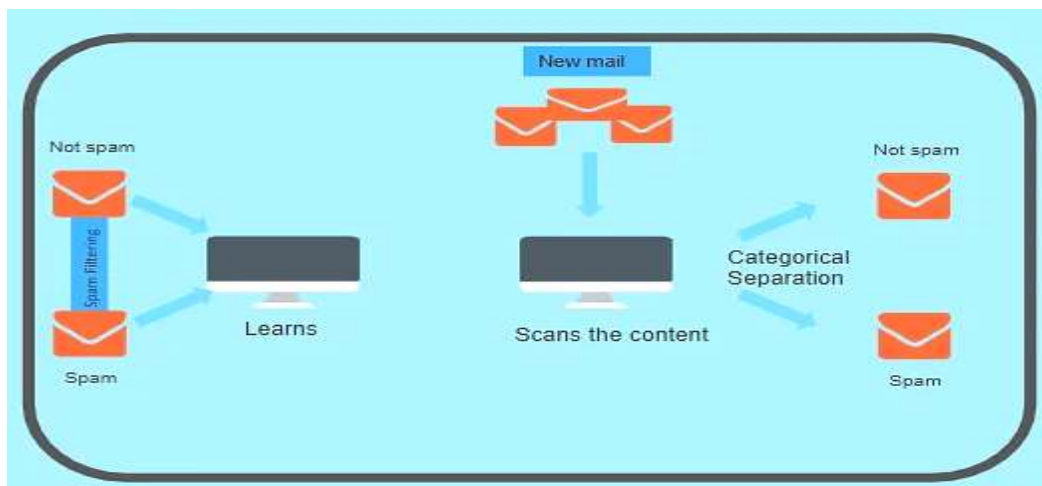 New mail
Not spam
Spam Filtering
Spam
Learns
Scans the content
Categorical
Separation
Not spam
Spam